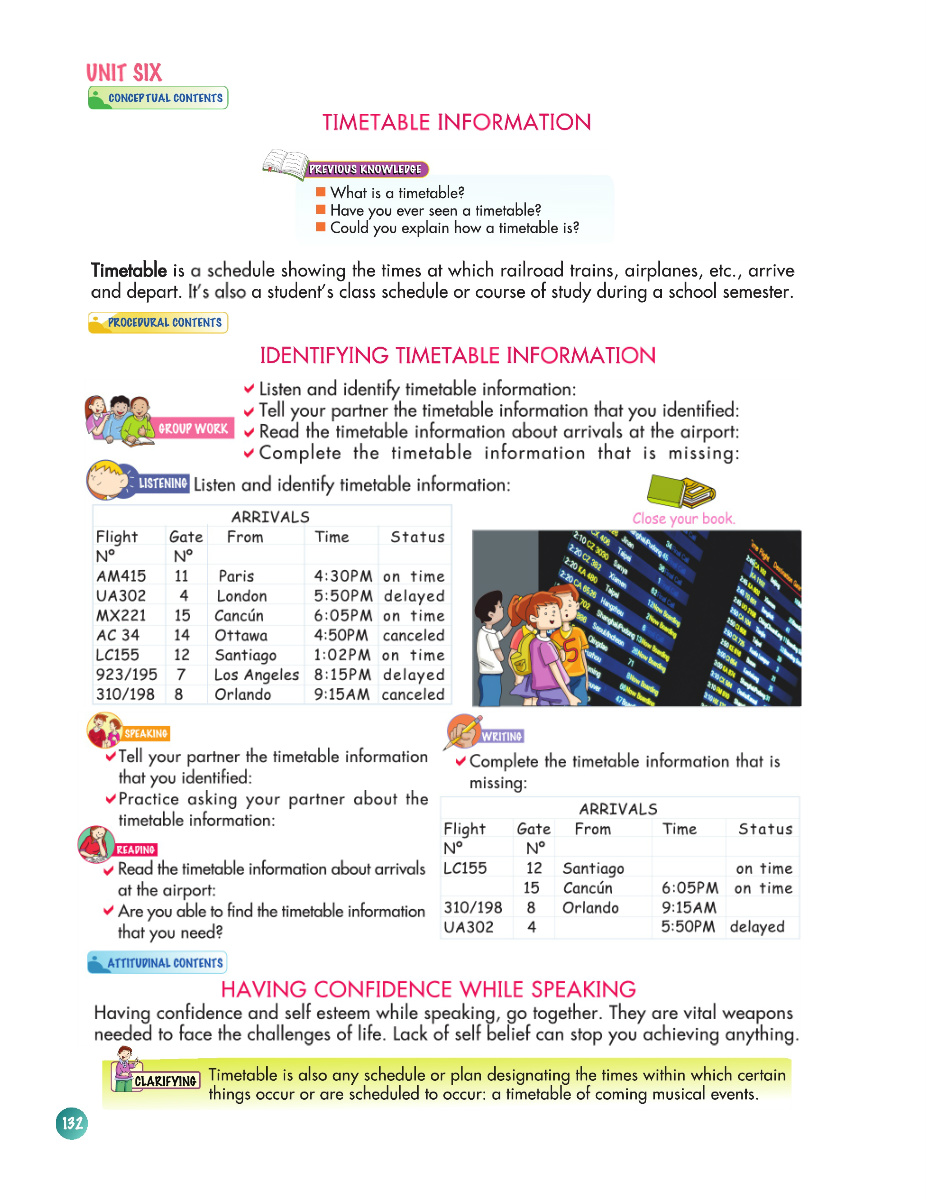 UNIT SIX
CONCEPTUAL CONTENTS
TIMETABLE INFORMATION
PREVIOUS KNOWLEDGE
What is a timetable?
Have you ever seen a timetable?
Could you explain how a timetable is?
Timetable is a schedule showing the times at which railroad trains, airplanes, etc., arrive
and depart. It's also a student's class schedule or course of study during a school semester.
PROCEDURAL CONTENTS
IDENTIFYING TIMETABLE INFORMATION
GROUP WORK
Listen and identify timetable information:
Tell your partner the timetable information that you identified:
Read the timetable information about arrivals at the airport:
Complete the timetable information that is missing:
LISTENING Listen and identify timetable information:
Close your book.
ARRIVALS
Flight Gate From Time Status
Nº Nº
AM415 11 Paris 4:30PM on time
UA302 4 London 5:50PM delayed
MX221 15 Cancún 6:05PM on time
AC 34 14 Ottawa 4:50PM canceled
LC155 12 Santiago 1:02PM on time
923/195 7 Los Angeles 8:15PM delayed
310/198 8 Orlando 9:15AM canceled
SPEAKING
Tell your partner the timetable information
that you identified:
Practice asking your partner about the
timetable information:
READING
Read the timetable information about arrivals
at the airport:
Are you able to find the timetable information
that you need?
WRITING
Complete the timetable information that is
missing:
ARRIVALS
Flight Gate From Time Status
Nº Nº
LC155 12 Santiago on time
15 Cancún 6:05PM on time
310/198 8 Orlando 9:15AM
UA302 4 5:50PM delayed
ATTITUDINAL CONTENTS
HAVING CONFIDENCE WHILE SPEAKING
Having confidence and self esteem while speaking, go together. They are vital weapons
needed to face the challenges of life. Lack of self belief can stop you achieving anything.
CLARIFYING
Timetable is also any schedule or plan designating the times within which certain
things occur or are scheduled to occur: a timetable of coming musical events.
132